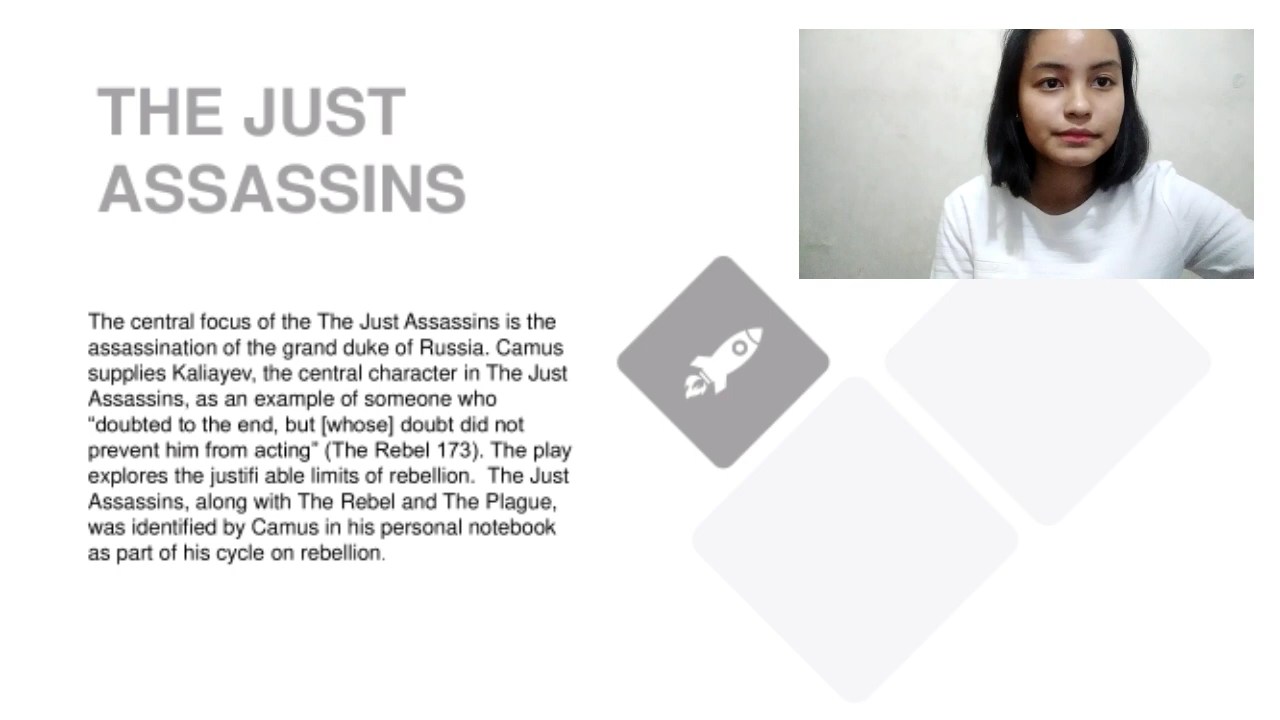 THE JUST
ASSASSINS
The central focus of the The Just Assassins is the
assassination of the grand duke of Russia. Camus
supplies Kaliayev, the central character in The Just
Assassins, as an example of someone who
“doubted to the end, but [whose] doubt did not
prevent him from acting” (The Rebel 173). The play
explores the justifi able limits of rebellion.  The Just
Assassins, along with The Rebel and The Plague,
was identified by Camus in his personal notebook
as part of his cycle on rebellion.